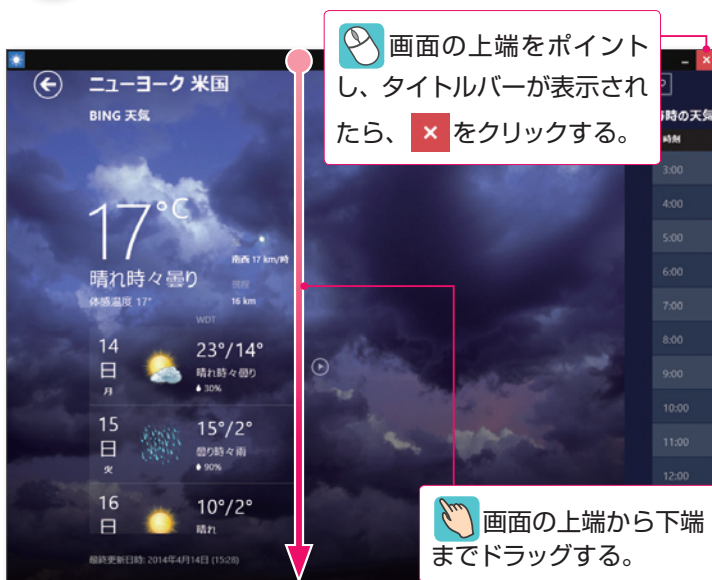 画面の上端をポイント
し、タイトルバーが表示され
たら、 × をクリックする。
ニューヨーク 米国
BING 天気
17°C
晴れ時々曇り
体感温度 17°
南西 17 km/時
視程
16 km
WDT
14
日
月
23°/14°
晴れ時々曇り
30%
15
日
火
15°/2°
曇り時々雨
90%
16
日
10°/2°
晴れ
最終更新日時: 2014年4月14日 (15:28)
時の天気
時刻
3:00
4:00
5:00
6:00
7:00
8:00
9:00
10:00
11:00
12:00
画面の上端から下端
までドラッグする。